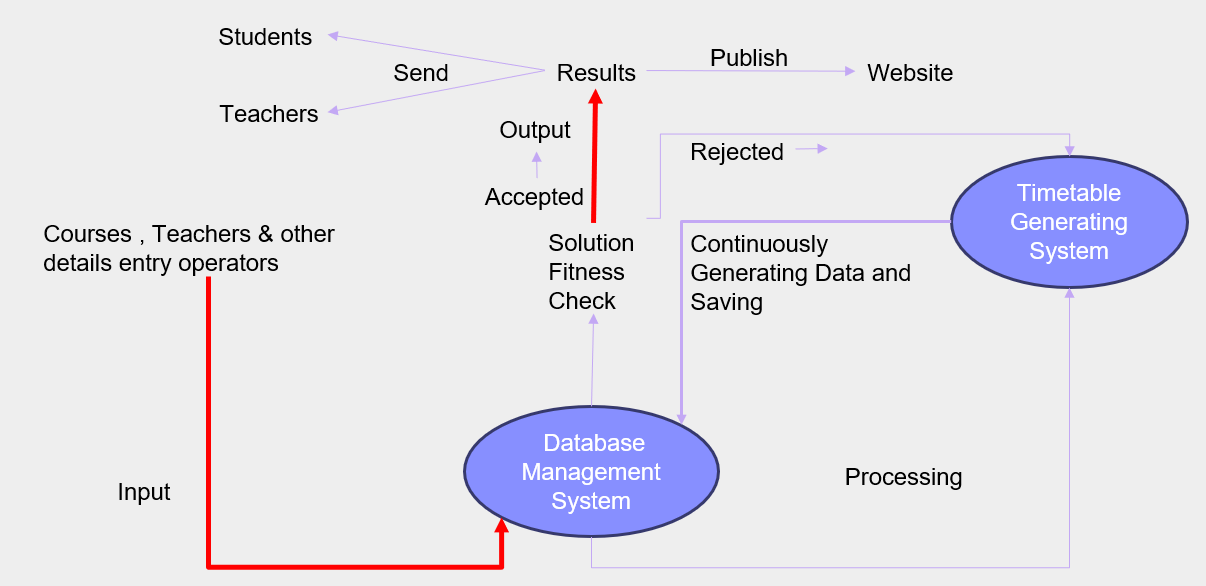 Students
Send
Results
Publish
Website
Teachers
Output
Rejected
Accepted
Timetable
Generating
System
Courses , Teachers & other
details entry operators
Solution
Fitness
Check
Continuously
Generating Data and
Saving
Database
Management
System
Input
Processing